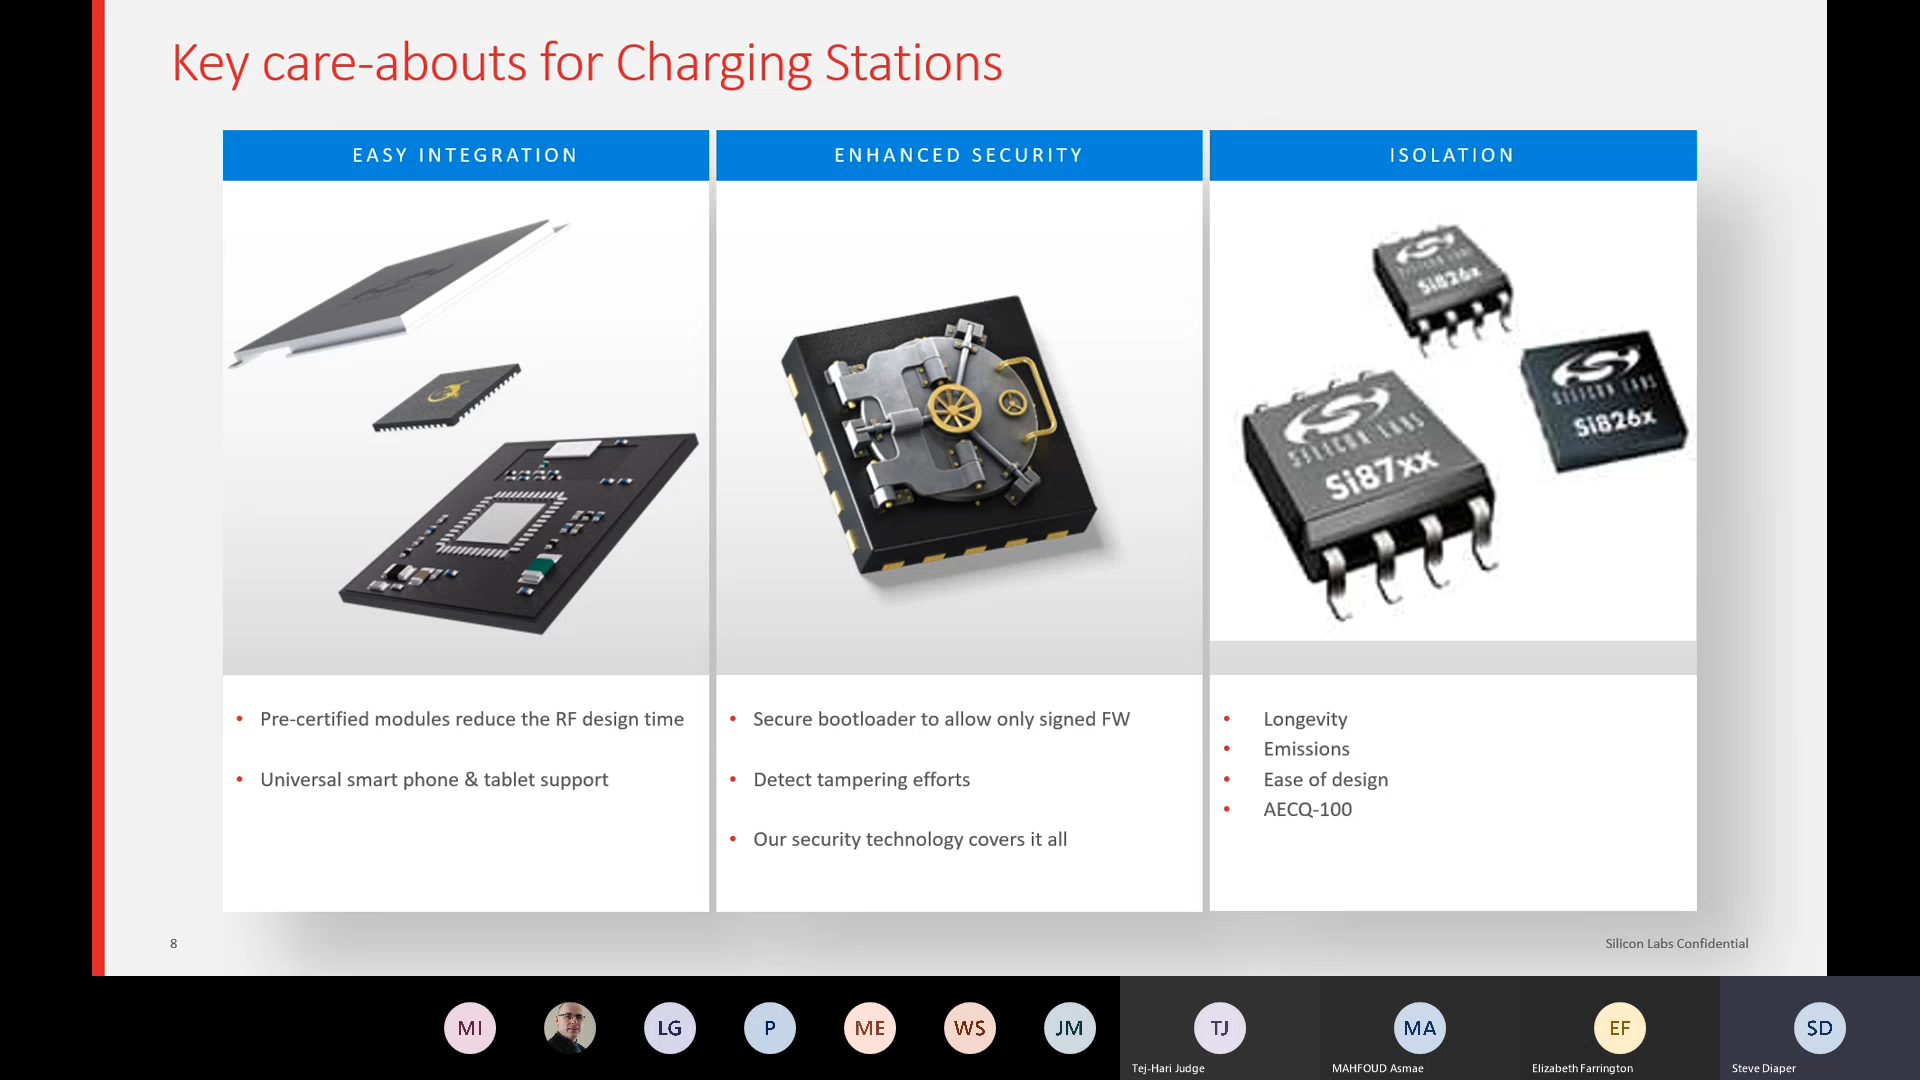 Key care-abouts for Charging Stations
EASY INTEGRATION
ENHANCED SECURITY
ISOLATION
SILICON LABS
Si826x
SILICON LABS
Si826x
SILICON LABS
Si87xx
• Pre-certified modules reduce the RF design time
• Universal smart phone & tablet support
• Secure bootloader to allow only signed FW
• Detect tampering efforts
• Our security technology covers it all
• Longevity
• Emissions
• Ease of design
• AECQ-100
8
Silicon Labs Confidential
MI
LG
P
ME
WS
JM
TJ
Tej-Hari Judge
MA
MAHFOUD Asmae
EF
Elizabeth Farrington
SD
Steve Diaper